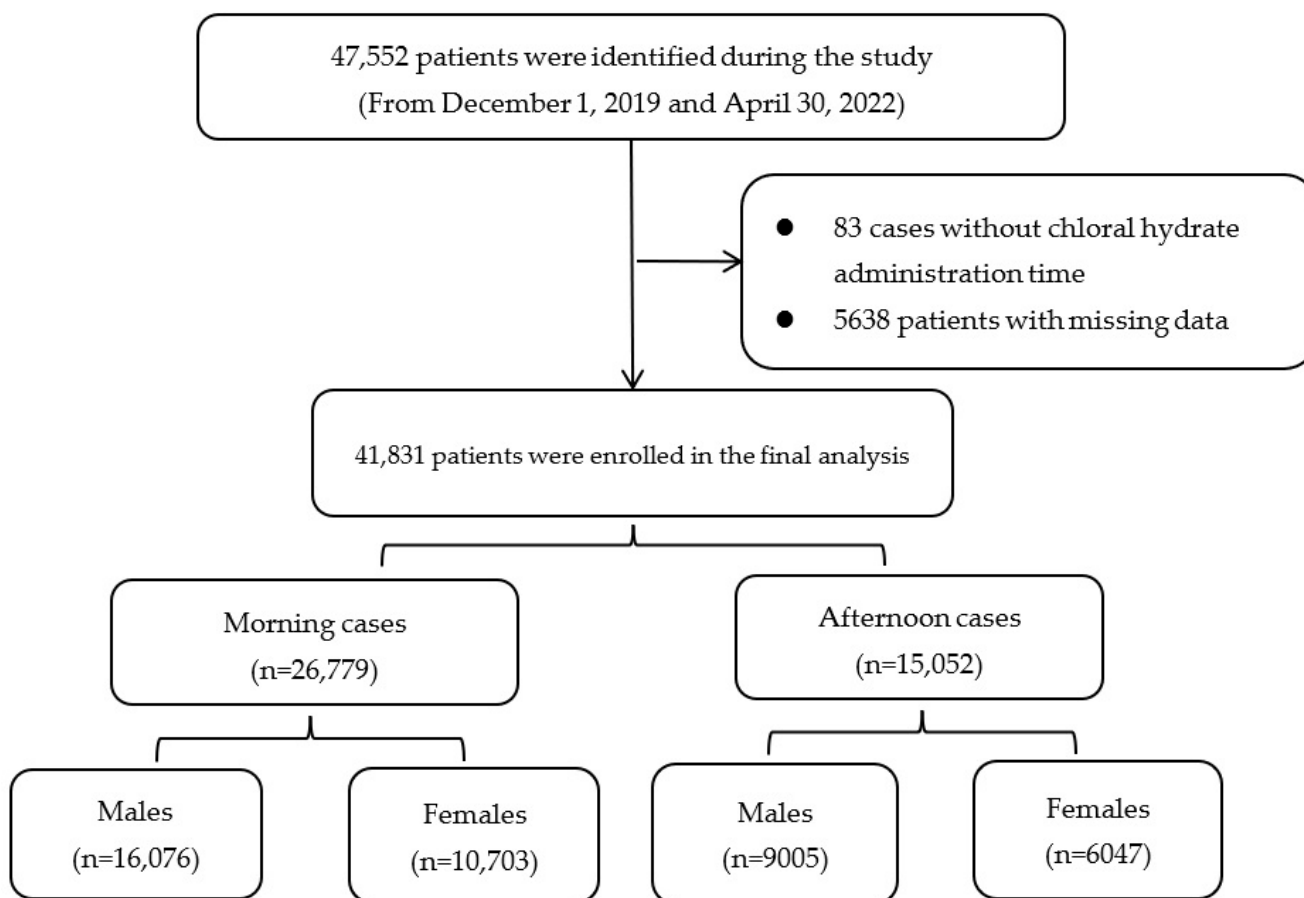 47,552 patients were identified during the study
(From December 1, 2019 and April 30, 2022)
● 83 cases without chloral hydrate
administration time
● 5638 patients with missing data
41,831 patients were enrolled in the final analysis
Morning cases
(n=26,779)
Afternoon cases
(n=15,052)
Males
(n=16,076)
Females
(n=10,703)
Males
(n=9005)
Females
(n=6047)